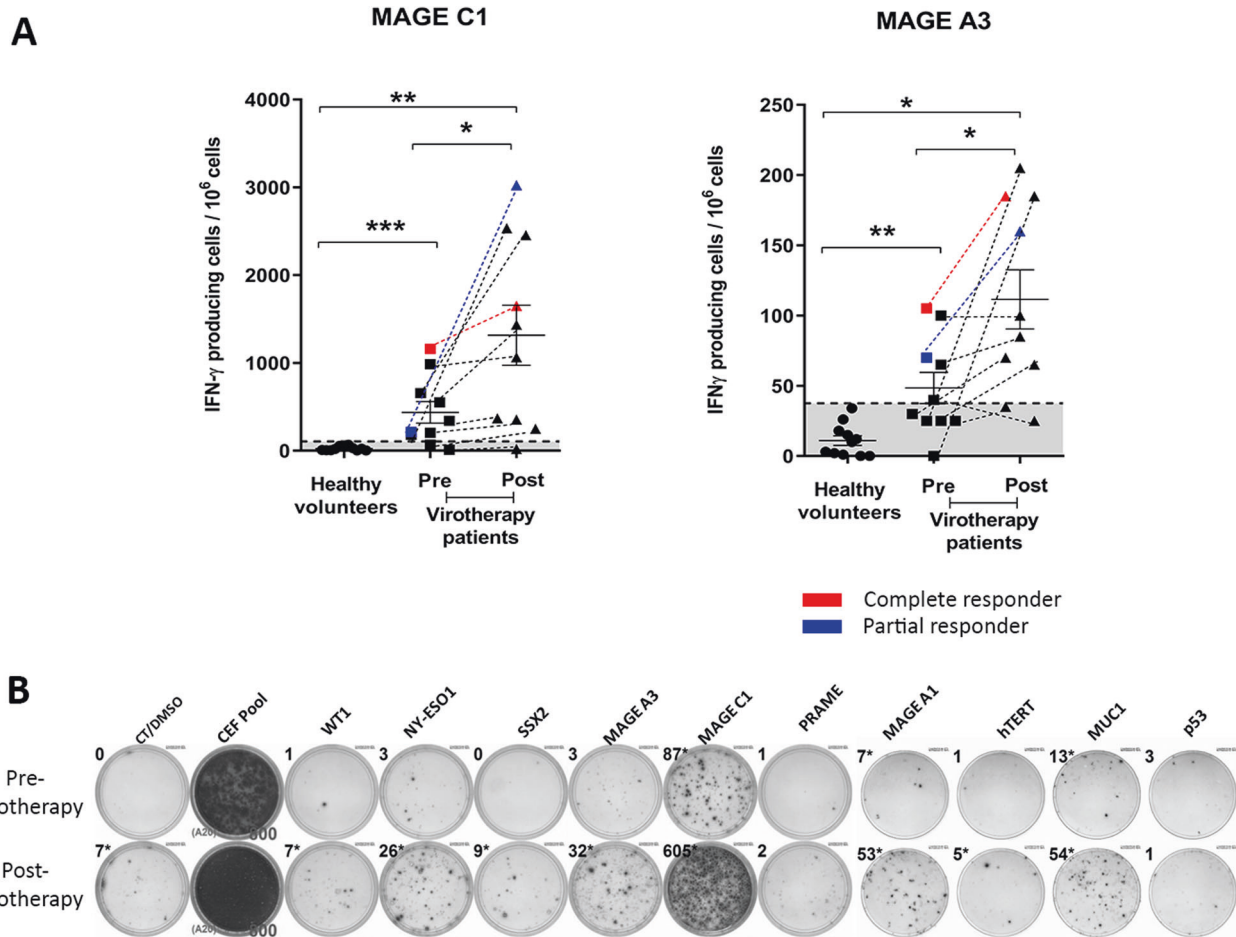 A
MAGE C1
MAGE A3
IFN-γ producing cells / 10⁶ cells
4000
3000
2000
1000
0
**
*
***
Healthy
volunteers
Pre
Post
Virotherapy
patients
IFNγ producing cells / 10⁶ cells
250
200
150
100
50
0
*
*
**
Healthy
volunteers
Pre
Post
Virotherapy
patients
Complete responder
Partial responder
B
CT/DMSO
CEF Pool
WT1
NY-ESO1
SSX2
MAGE A3
MAGE C1
PRAME
MAGE A1
hTERT
MUC1
p53
Pre-
otherapy
0
1
3
0
3
87*
1
7*
1
13*
3
(A20)
600
Post-
otherapy
7*
7*
26*
9*
32*
605*
2
53*
5*
54*
1
(A20)
600